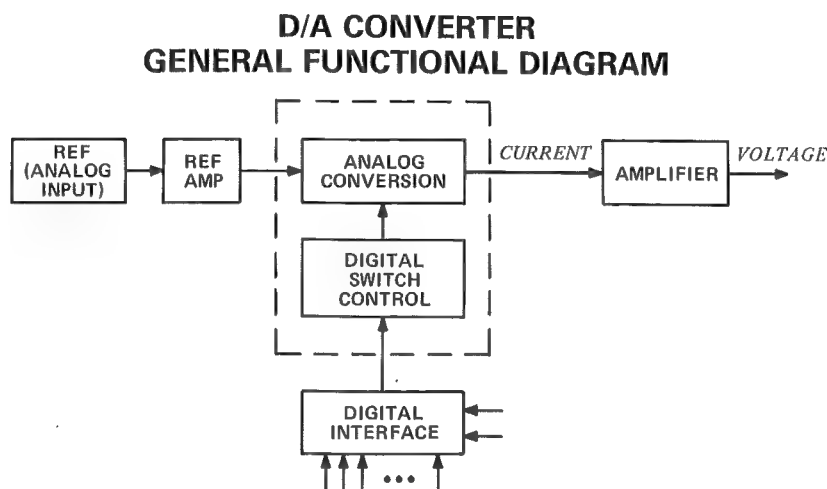 D/A CONVERTER
GENERAL FUNCTIONAL DIAGRAM
REF
(ANALOG
INPUT)
REF
AMP
ANALOG
CONVERSION
CURRENT
AMPLIFIER
VOLTAGE
DIGITAL
SWITCH
CONTROL
DIGITAL
INTERFACE